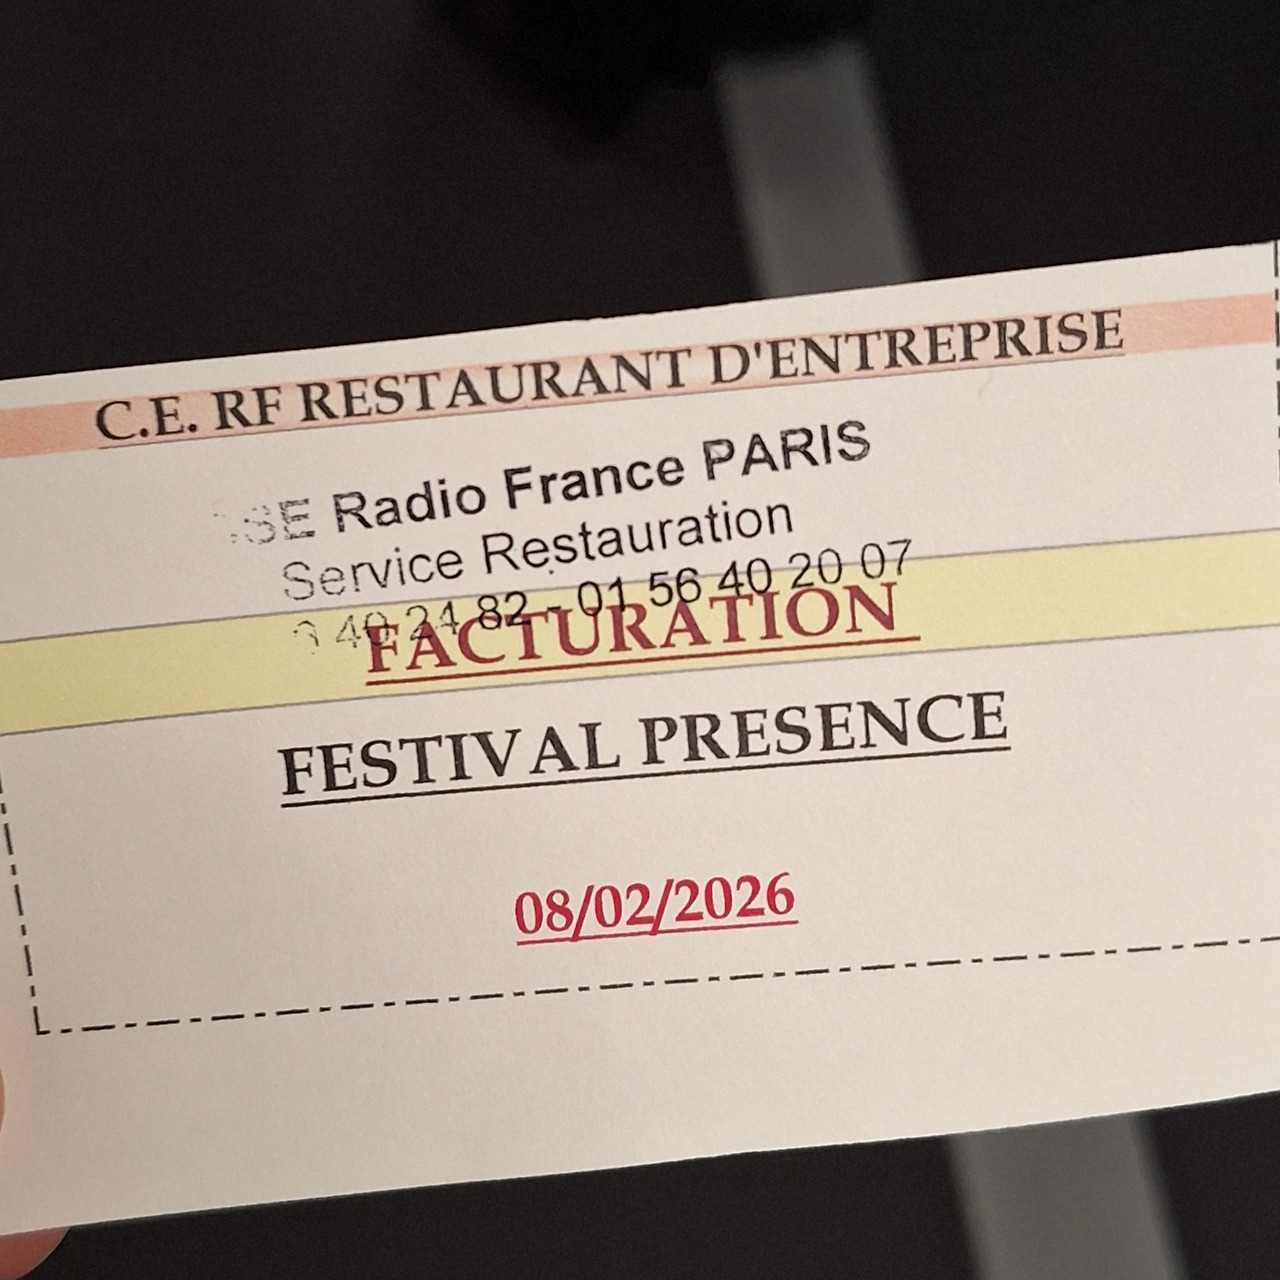 C.E. RF RESTAURANT D'ENTREPRISE
Radio France PARIS
Service Restauration
40 24 82 - 01 56 40 20 07
FACTURATION
FESTIVAL PRESENCE
08/02/2026